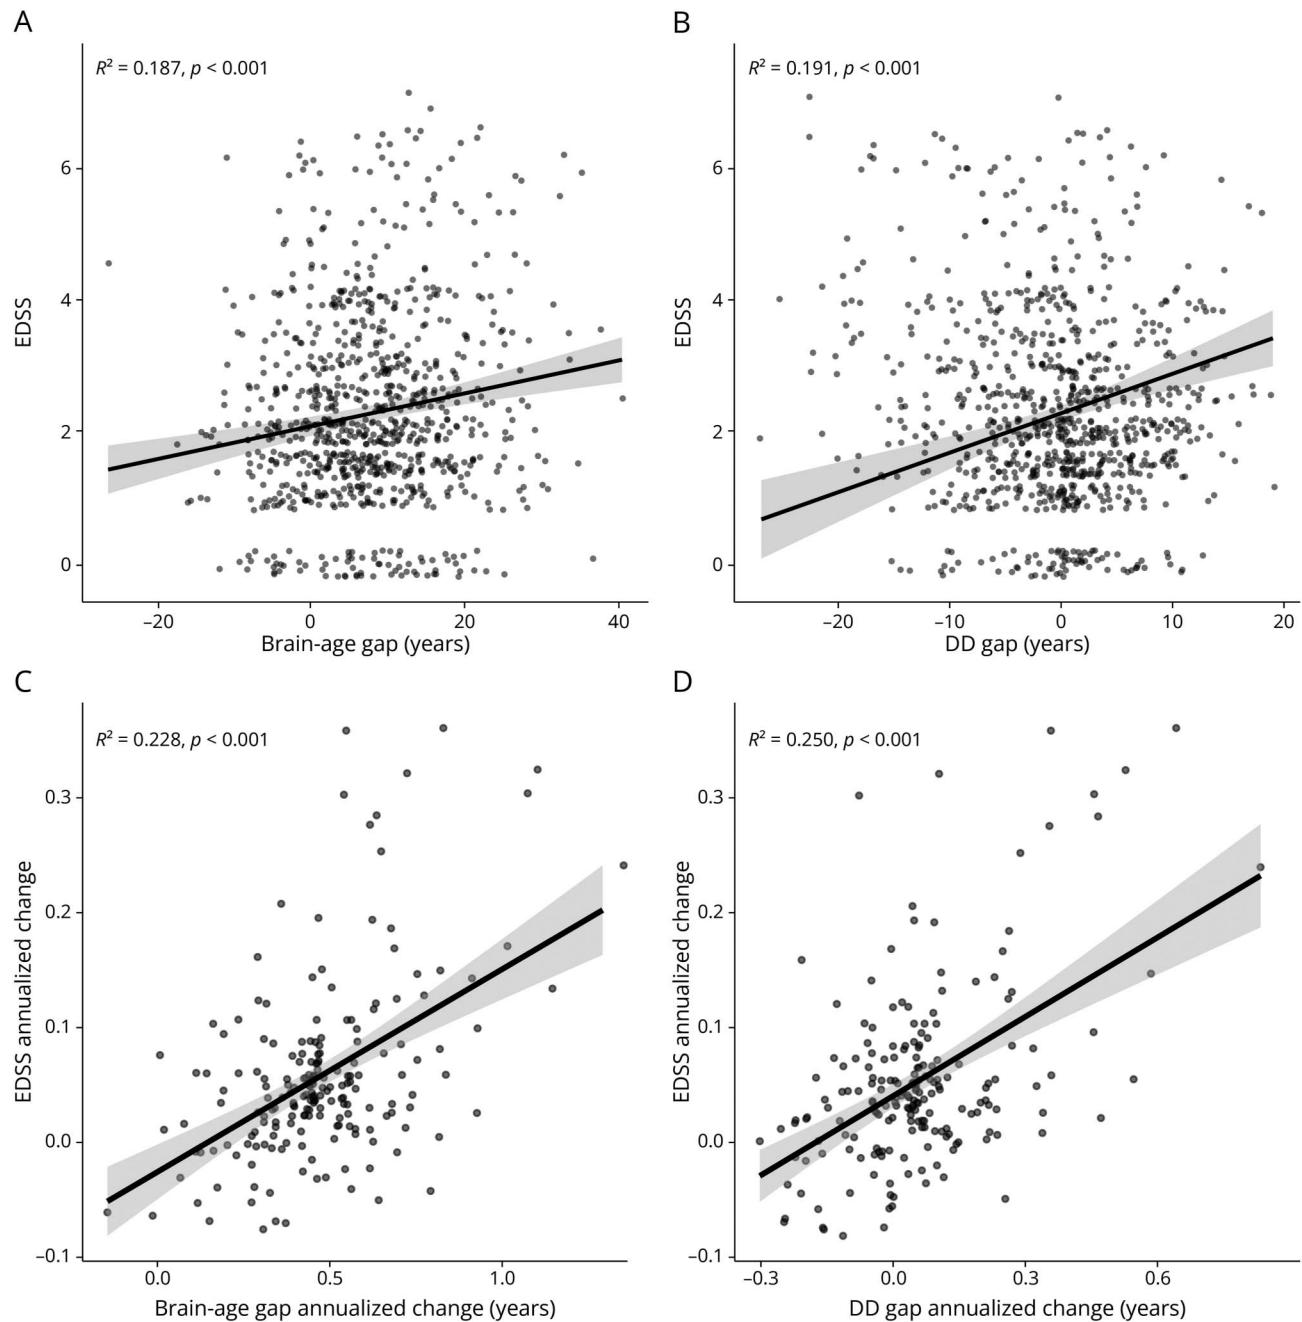 A
R² = 0.187, p < 0.001
EDSS
6
4
2
0
–20
0
20
40
Brain-age gap (years)
B
R² = 0.191, p < 0.001
EDSS
6
4
2
0
–20
–10
0
10
20
DD gap (years)
C
R² = 0.228, p < 0.001
EDSS annualized change
0.3
0.2
0.1
0.0
–0.1
0.0
0.5
1.0
Brain-age gap annualized change (years)
D
R² = 0.250, p < 0.001
EDSS annualized change
0.3
0.2
0.1
0.0
–0.1
–0.3
0.0
0.3
0.6
DD gap annualized change (years)